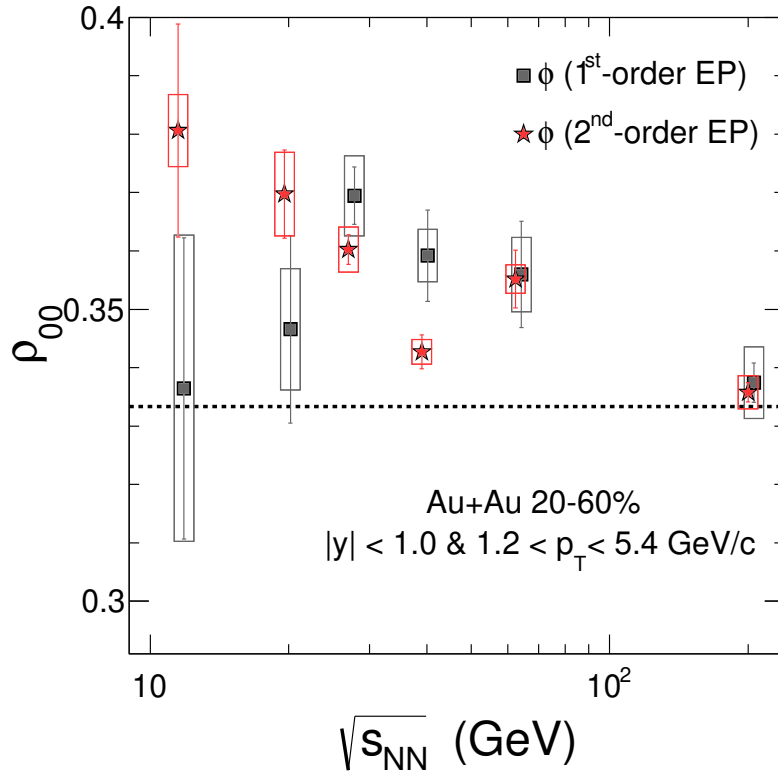 0.4
0.35
0.3
ρ00
ϕ (1st-order EP)
ϕ (2nd-order EP)
Au+Au 20-60%
|y| < 1.0 & 1.2 < pT < 5.4 GeV/c
10
10²
√sNN (GeV)